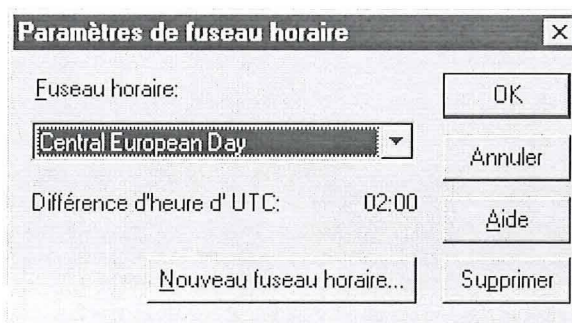 Paramètres de fuseau horaire
Fuseau horaire:
OK
Central European Day
Annuler
Différence d'heure d' UTC: 02:00
Aide
Nouveau fuseau horaire...
Supprimer